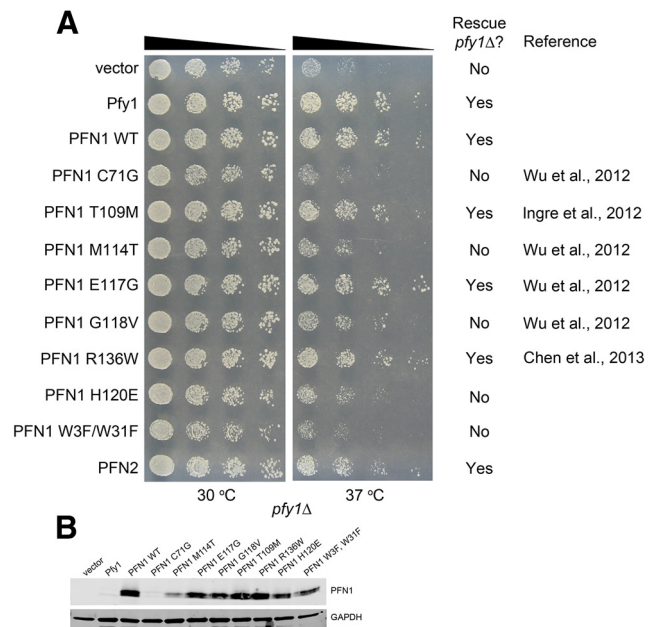 A
Rescue
pfy1Δ? Reference
vector No
Pfy1 Yes
PFN1 WT Yes
PFN1 C71G No Wu et al., 2012
PFN1 T109M Yes Ingre et al., 2012
PFN1 M114T No Wu et al., 2012
PFN1 E117G Yes Wu et al., 2012
PFN1 G118V No Wu et al., 2012
PFN1 R136W Yes Chen et al., 2013
PFN1 H120E No
PFN1 W3F/W31F No
PFN2 Yes
30 ºC 37 ºC
pfy1Δ
B
vector Pfy1 PFN1 WT PFN1 C71G PFN1 M114T PFN1 E117G PFN1 G118V PFN1 T109M PFN1 R136W PFN1 H120E PFN1 W3F, W31F
PFN1
GAPDH